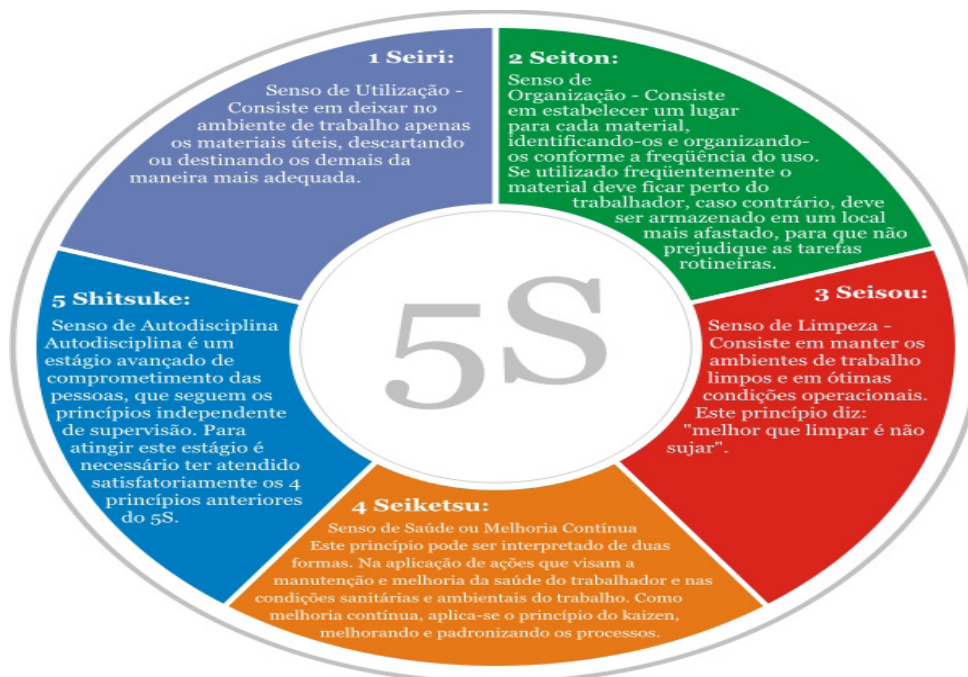 1 Seiri:
Senso de Utilização -
Consiste em deixar no
ambiente de trabalho apenas
os materiais úteis, descartando
ou destinando os demais da
maneira mais adequada.
2 Seiton:
Senso de
Organização - Consiste
em estabelecer um lugar
para cada material,
identificando-os e organizando-
os conforme a freqüência do uso.
Se utilizado freqüentemente o
material deve ficar perto do
trabalhador, caso contrário, deve
ser armazenado em um local
mais afastado, para que não
prejudique as tarefas
rotineiras.
3 Seisou:
Senso de Limpeza -
Consiste em manter os
ambientes de trabalho
limpos e em ótimas
condições operacionais.
Este princípio diz:
"melhor que limpar é não
sujar".
4 Seiketsu:
Senso de Saúde ou Melhoria Contínua
Este princípio pode ser interpretado de duas
formas. Na aplicação de ações que visam a
manutenção e melhoria da saúde do trabalhador e nas
condições sanitárias e ambientais do trabalho. Como
melhoria contínua, aplica-se o princípio do kaizen,
melhorando e padronizando os processos.
5 Shitsuke:
Senso de Autodisciplina
Autodisciplina é um
estágio avançado de
comprometimento das
pessoas, que seguem os
princípios independente
de supervisão. Para
atingir este estágio é
necessário ter atendido
satisfatoriamente os 4
princípios anteriores
do 5S.
5S